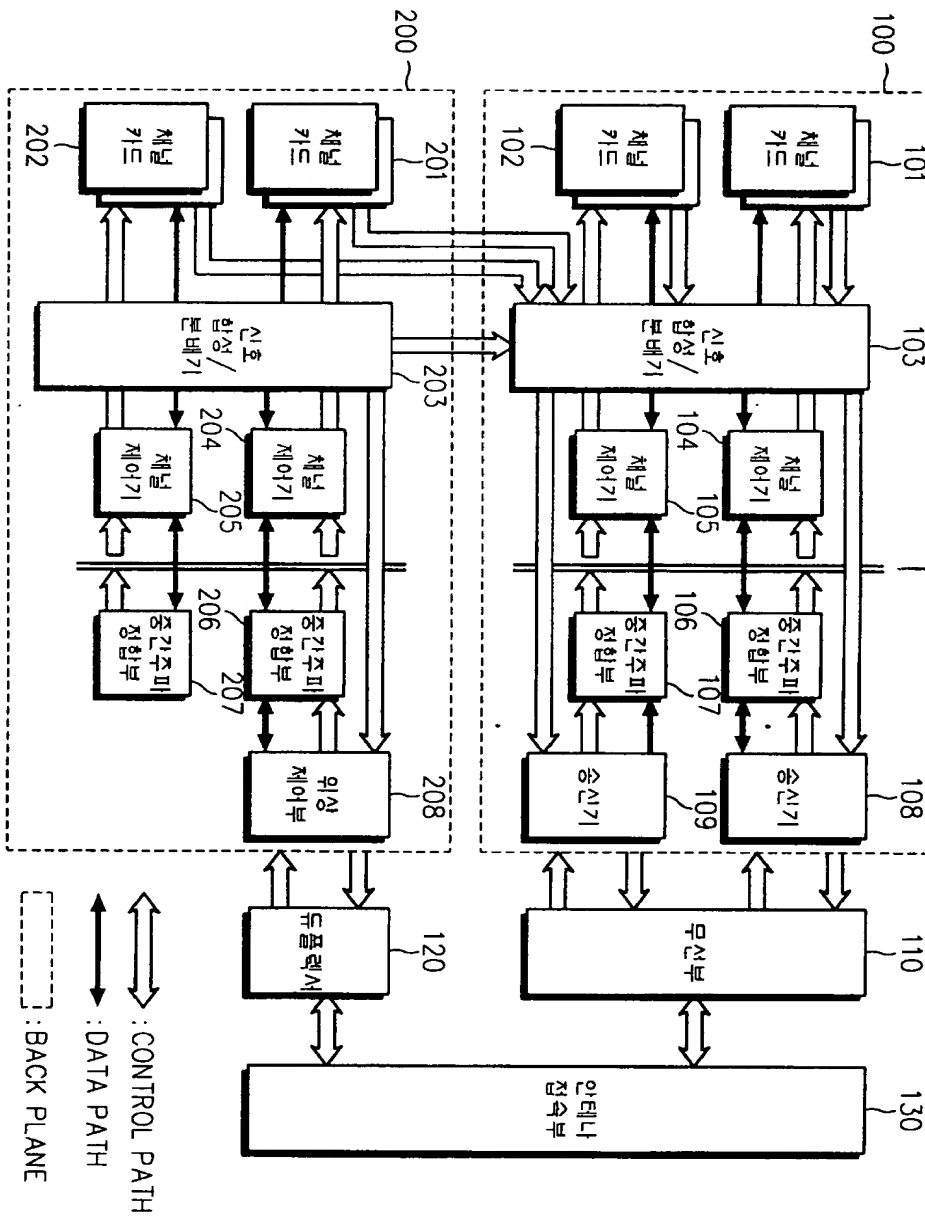 100
101
채널
카드
102
채널
카드
103
신호
합성/
분배기
104
채널
제어기
105
채널
제어기
106
중간주파
정합부
107
중간주파
정합부
108
송신기
109
송신기
110
무선부
130
안테나
접속부
200
201
채널
카드
202
채널
카드
203
신호
합성/
분배기
204
채널
제어기
205
채널
제어기
206
중간주파
정합부
207
중간주파
정합부
208
위상
제어부
120
듀플렉서
:CONTROL PATH
:DATA PATH
:BACK PLANE